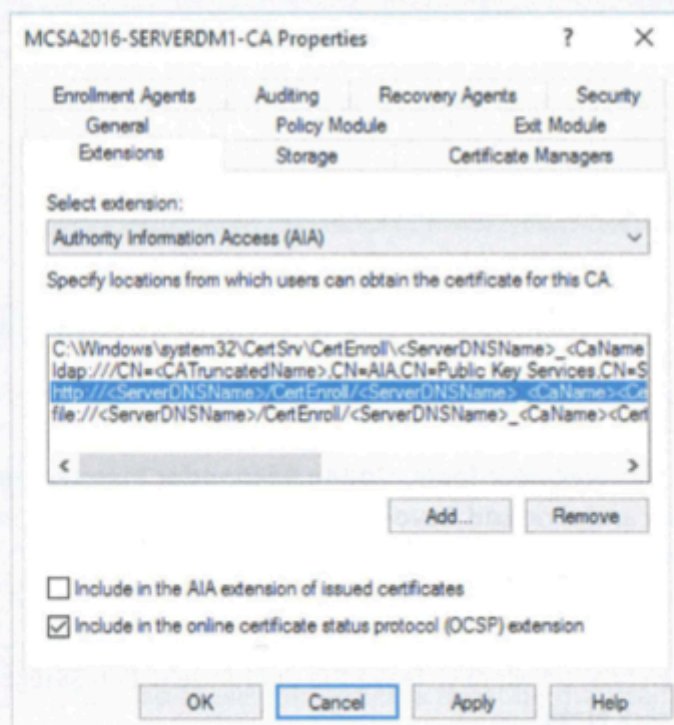 MCSA2016-SERVERDM1-CA Properties ? ×
Enrollment Agents Auditing Recovery Agents Security
General Policy Module Exit Module
Extensions Storage Certificate Managers
Select extension:
Authority Information Access (AIA)
Specify locations from which users can obtain the certificate for this CA.
C:\Windows\system32\CertSrv\CertEnroll\<ServerDNSName>_<CaName
ldap:///CN=<CATruncatedName>,CN=AIA,CN=Public Key Services,CN=S
http://<ServerDNSName>/CertEnroll/<ServerDNSName>_<CaName><Ce
file://<ServerDNSName>/CertEnroll/<ServerDNSName>_<CaName><Cert
Add... Remove
Include in the AIA extension of issued certificates
Include in the online certificate status protocol (OCSP) extension
OK Cancel Apply Help